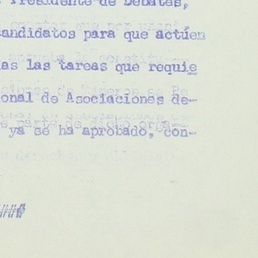 Presidente de Debates,
candidatos para que actúen
as las tareas que requie
onal de Asociaciones de-
ya se ha aprobado, con-
###